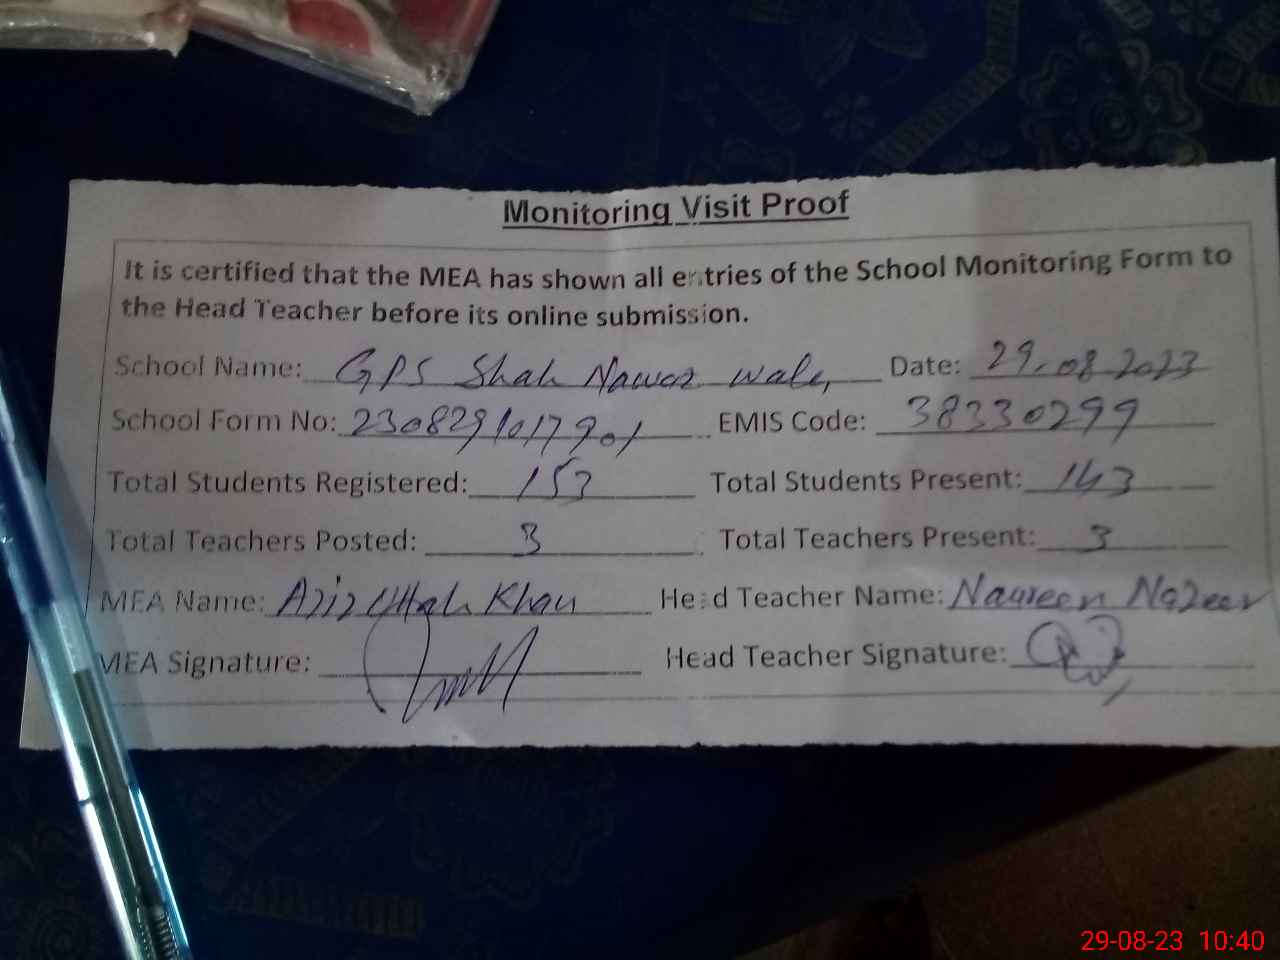 Monitoring Visit Proof
It is certified that the MEA has shown all entries of the School Monitoring Form to
the Head Teacher before its online submission.
School Name: GPS Shah Nawaz wala Date: 29.08.2023
School Form No: 2308291017901 EMIS Code: 38330299
Total Students Registered: 153 Total Students Present: 143
Total Teachers Posted: 3 Total Teachers Present: 3
MEA Name: Aziz Ullah Khan Head Teacher Name: Naureen Nazeer
MEA Signature: Head Teacher Signature:
29-08-23 10:40